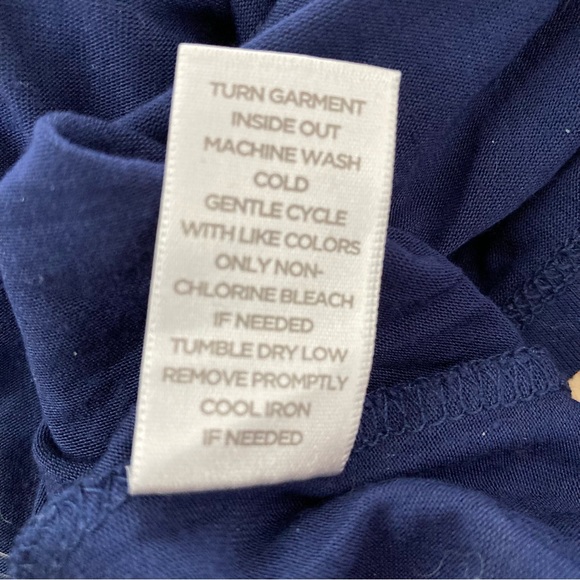 TURN GARMENT
INSIDE OUT
MACHINE WASH
COLD
GENTLE CYCLE
WITH LIKE COLORS
ONLY NON-
CHLORINE BLEACH
IF NEEDED
TUMBLE DRY LOW
REMOVE PROMPTLY
COOL IRON
IF NEEDED